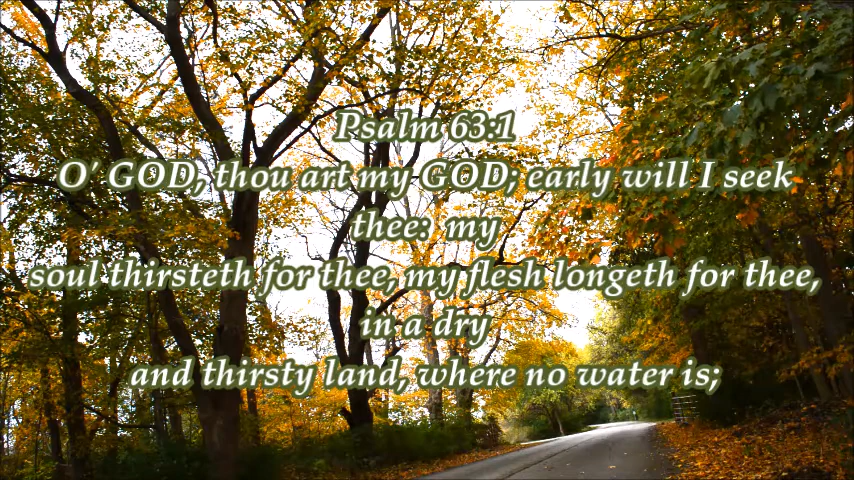 Psalm 63:1
O' GOD, thou art my GOD; early will I seek
thee:  my
soul thirsteth for thee, my flesh longeth for thee,
in a dry
and thirsty land, where no water is;